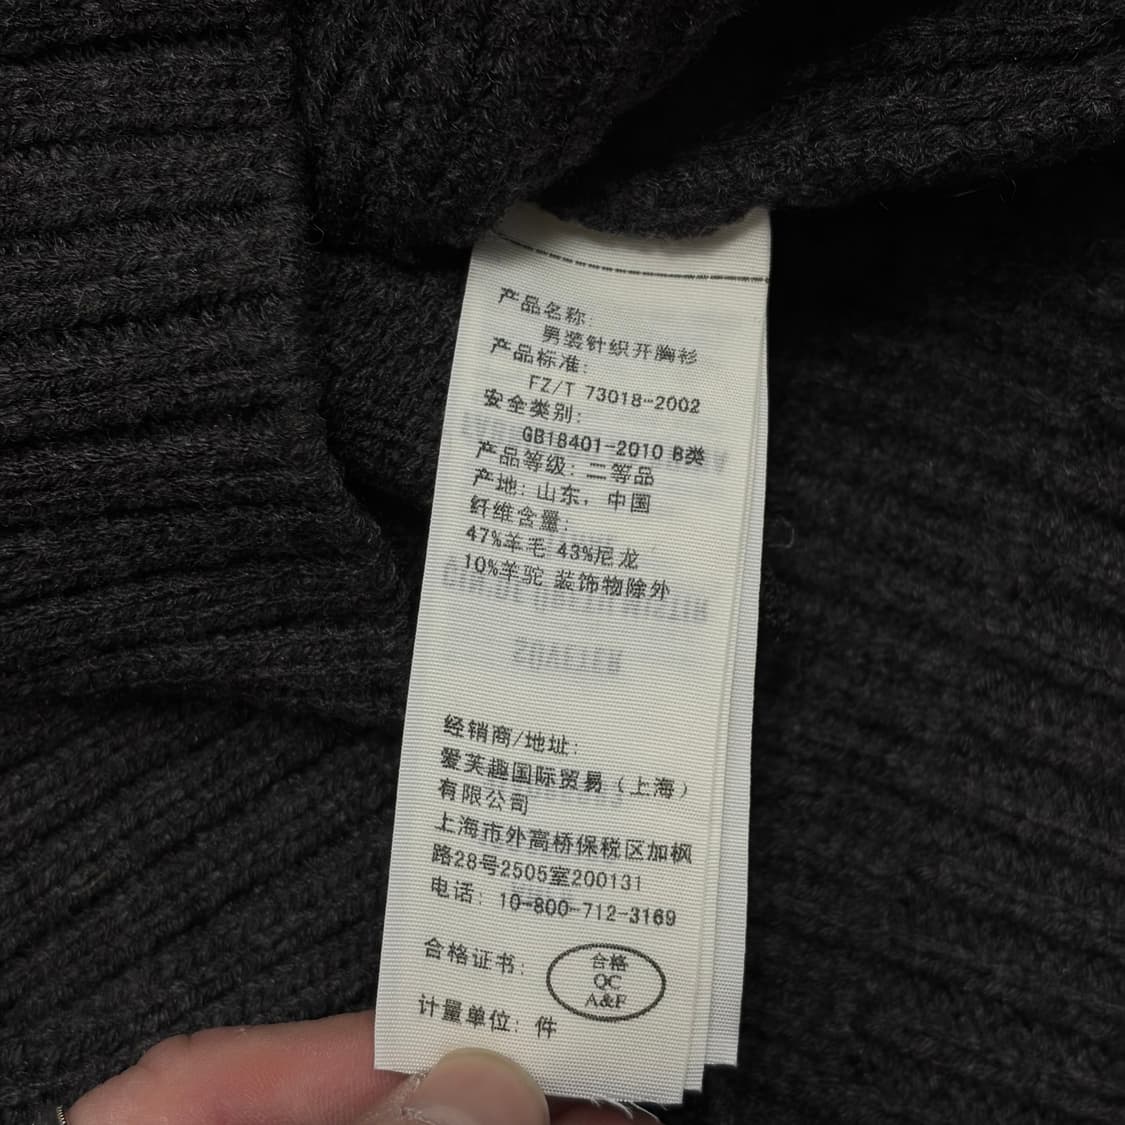 产品名称:
男装针织开胸衫
产品标准:
FZ/T 73018-2002
安全类别:
GB18401-2010 B类
产品等级: 二等品
产地: 山东, 中国
纤维含量:
47%羊毛 43%尼龙
10%羊驼 装饰物除外
经销商/地址:
爱芙趣国际贸易（上海）
有限公司
上海市外高桥保税区加枫
路28号2505室200131
电话: 10-800-712-3169
合格证书:
合格
QC
A&F
计量单位: 件